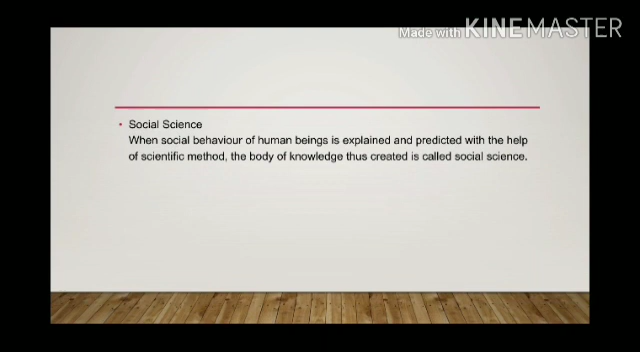 Made with KINEMASTER
• Social Science
When social behaviour of human beings is explained and predicted with the help
of scientific method, the body of knowledge thus created is called social science.